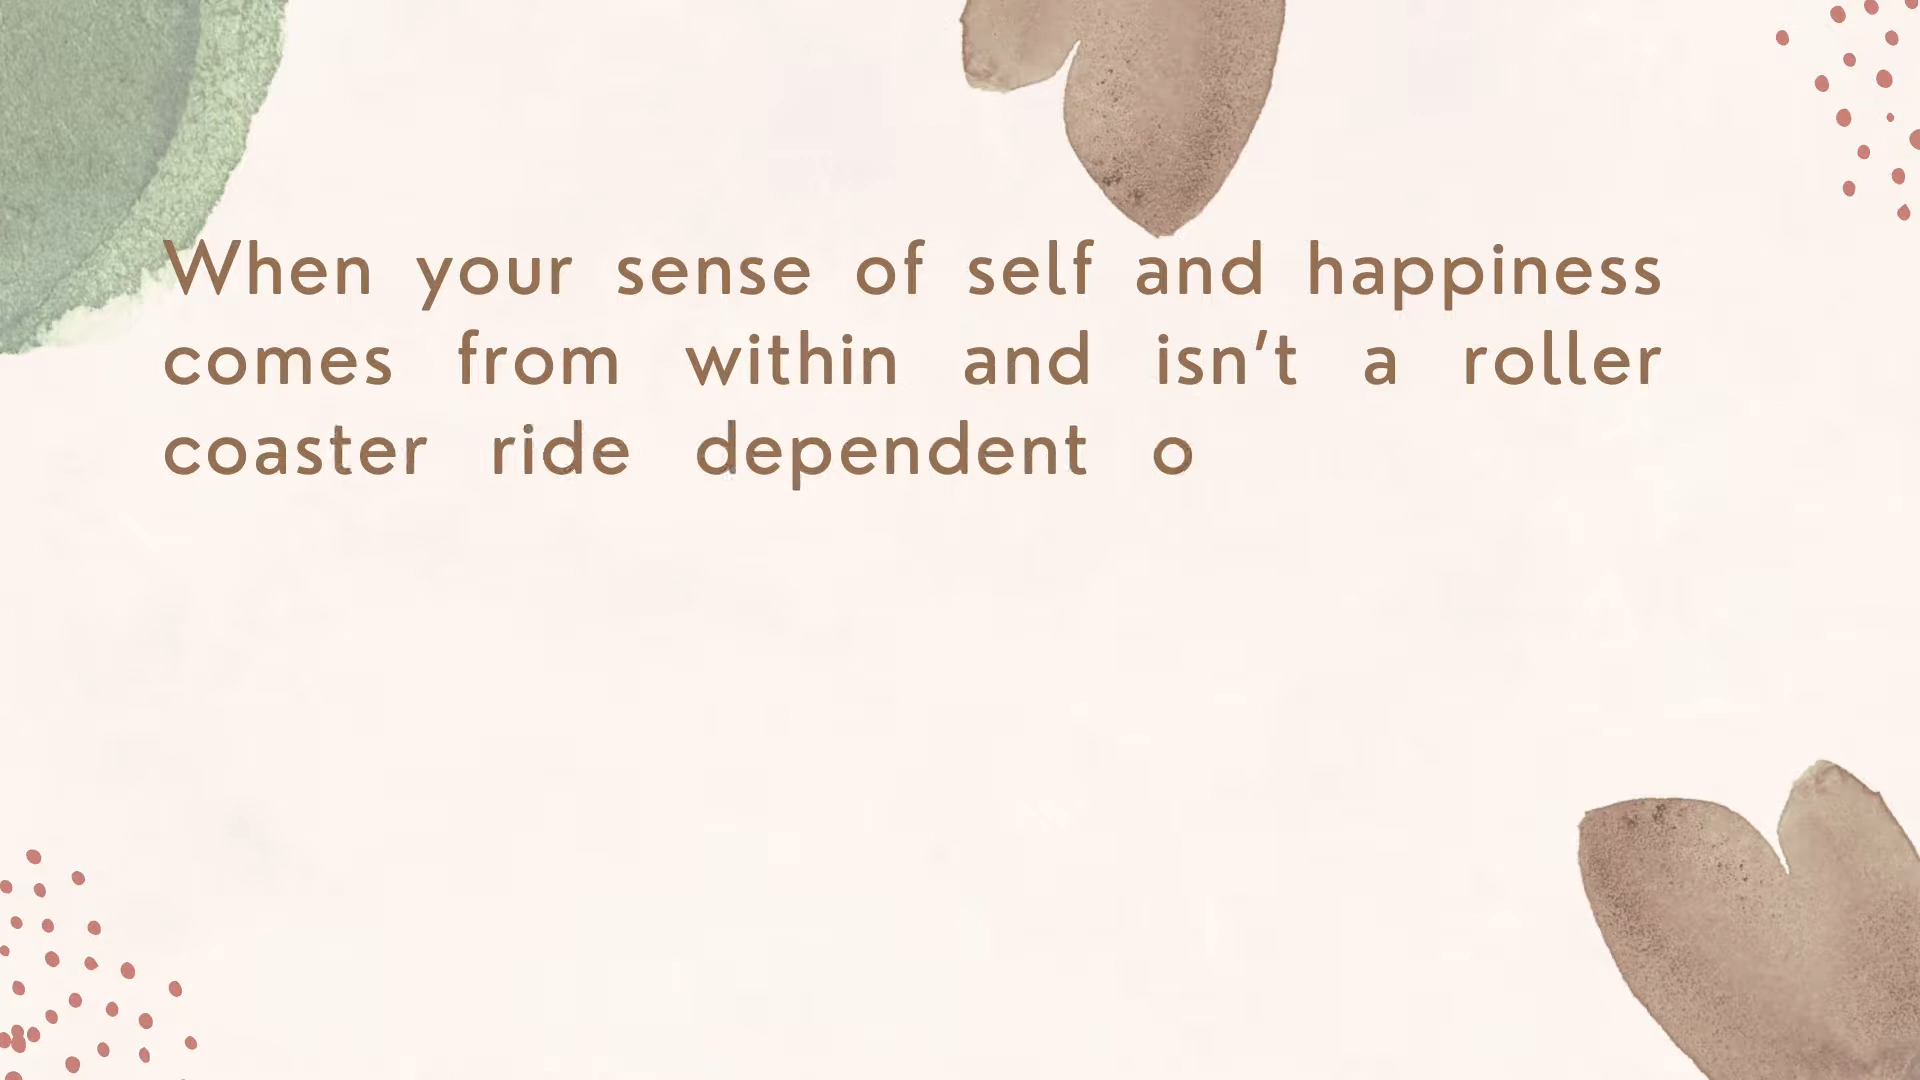 When your sense of self and happiness
comes from within and isn’t a roller
coaster ride dependent o